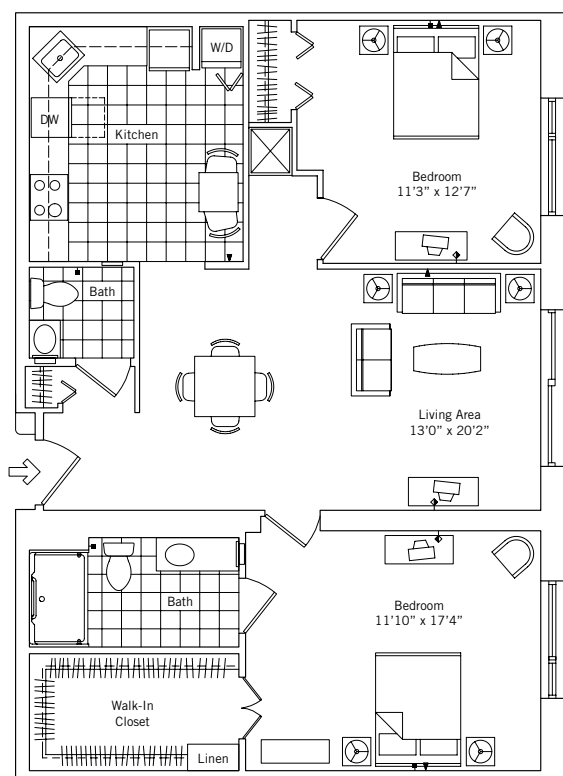 W/D
DW
Kitchen
Bedroom
11'3" x 12'7"
Bath
Living Area
13'0" x 20'2"
Bath
Bedroom
11'10" x 17'4"
Walk-In
Closet
Linen